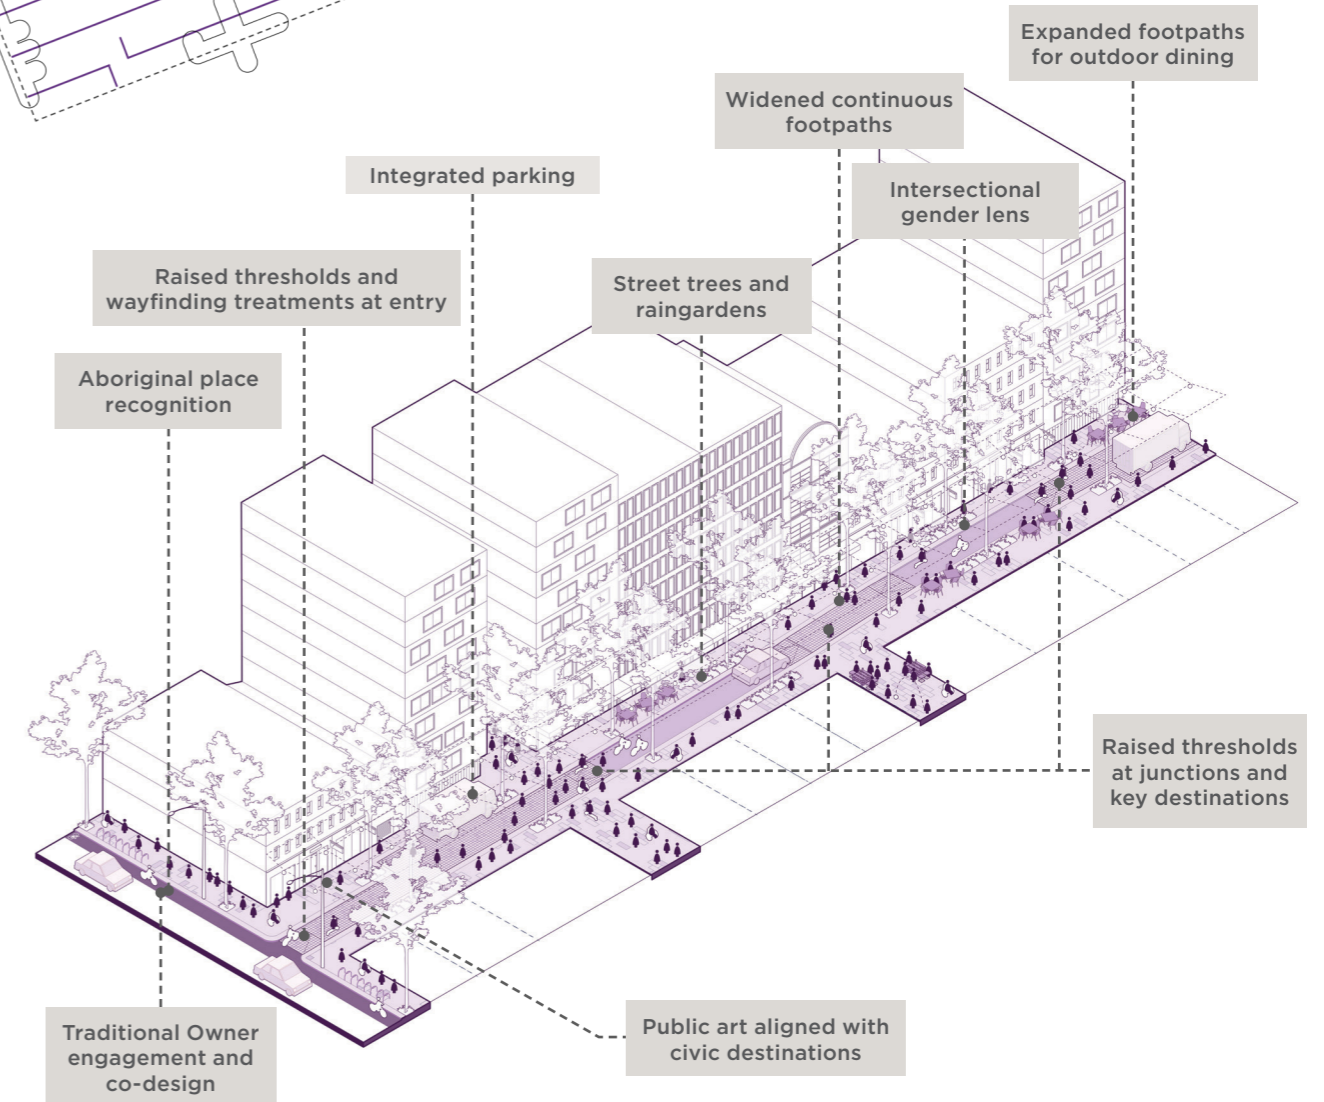 Expanded footpaths
for outdoor dining
Widened continuous
footpaths
Integrated parking
Intersectional
gender lens
Raised thresholds and
wayfinding treatments at entry
Street trees and
raingardens
Aboriginal place
recognition
Raised thresholds
at junctions and
key destinations
Traditional Owner
engagement and
co-design
Public art aligned with
civic destinations